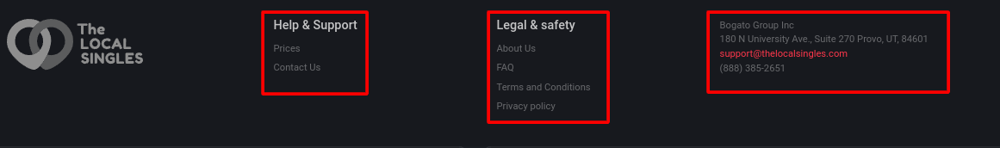 The
LOCAL
SINGLES
Help & Support
Prices
Contact Us
Legal & safety
About Us
FAQ
Terms and Conditions
Privacy policy
Bogato Group Inc
180 N University Ave., Suite 270 Provo, UT, 84601
support@thelocalsingles.com
(888) 385-2651